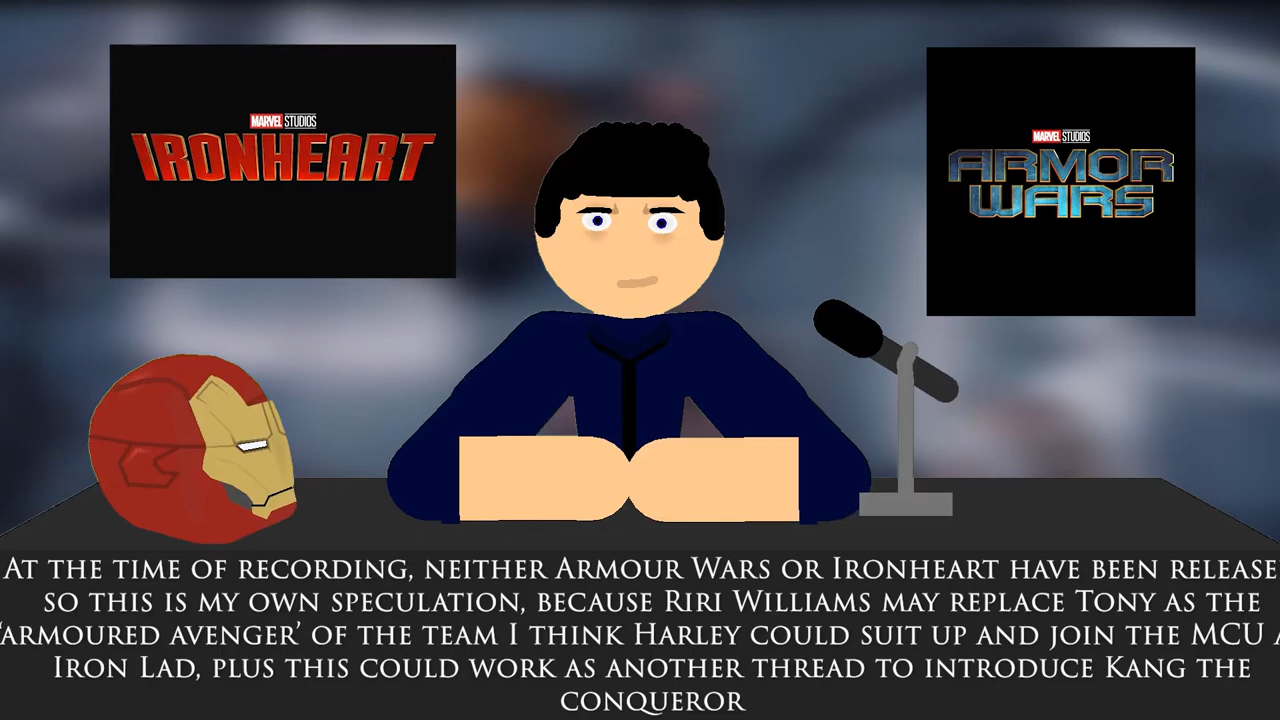 MARVEL STUDIOS
IRONHEART
MARVEL STUDIOS
ARMOR
WARS
AT THE TIME OF RECORDING, NEITHER ARMOUR WARS OR IRONHEART HAVE BEEN RELEASE
SO THIS IS MY OWN SPECULATION, BECAUSE RIRI WILLIAMS MAY REPLACE TONY AS THE
'ARMOURED AVENGER' OF THE TEAM I THINK HARLEY COULD SUIT UP AND JOIN THE MCU A
IRON LAD, PLUS THIS COULD WORK AS ANOTHER THREAD TO INTRODUCE KANG THE
CONQUEROR